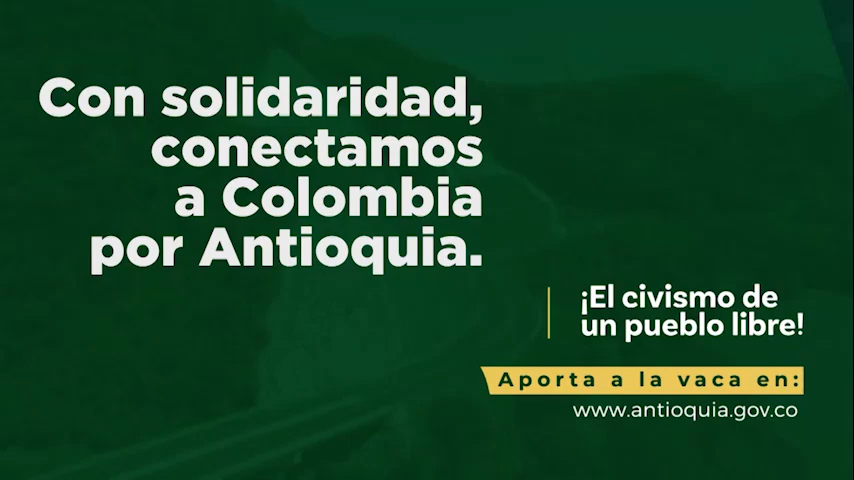 Con solidaridad,
conectamos
a Colombia
por Antioquia.
¡El civismo de
un pueblo libre!
Aporta a la vaca en:
www.antioquia.gov.co